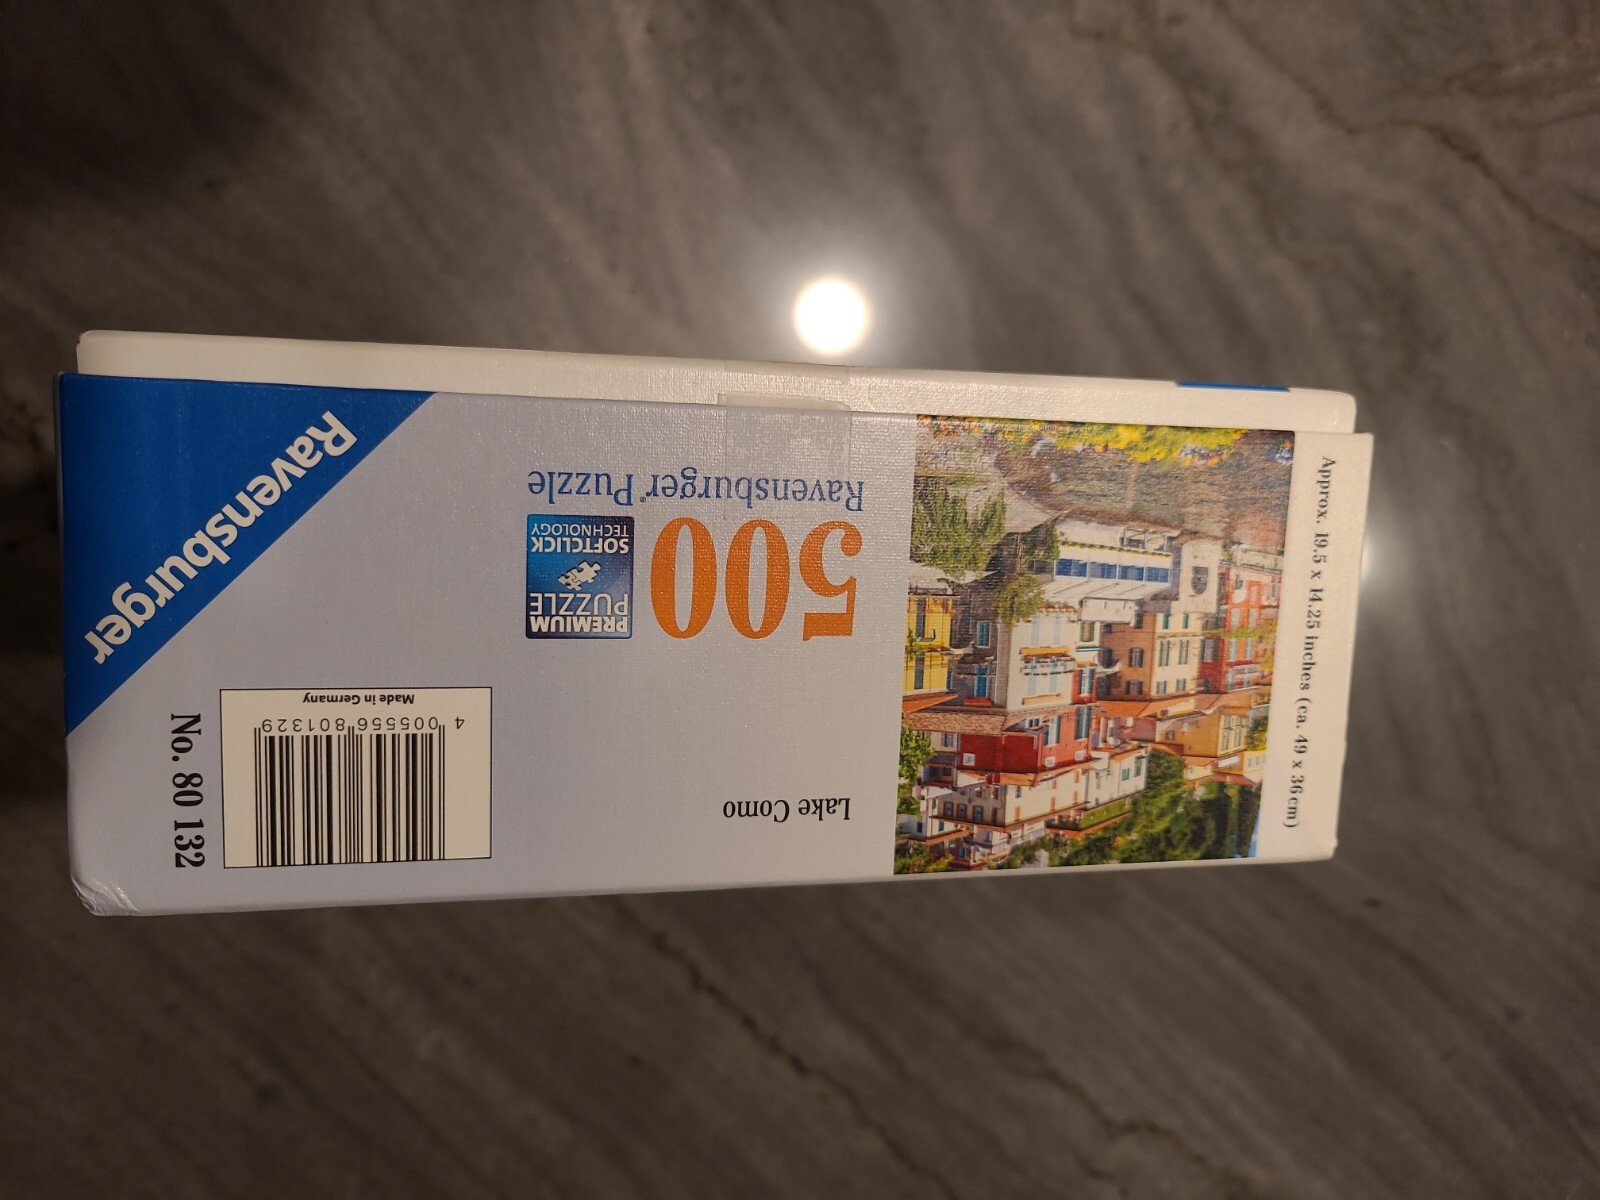 Approx. 19.5 x 14.25 inches (ca. 49 x 36 cm)
Lake Como
500
PREMIUM
PUZZLE
SOFTCLICK
TECHNOLOGY
Ravensburger® Puzzle
4 005556 801329
Made in Germany
No. 80 132
Ravensburger